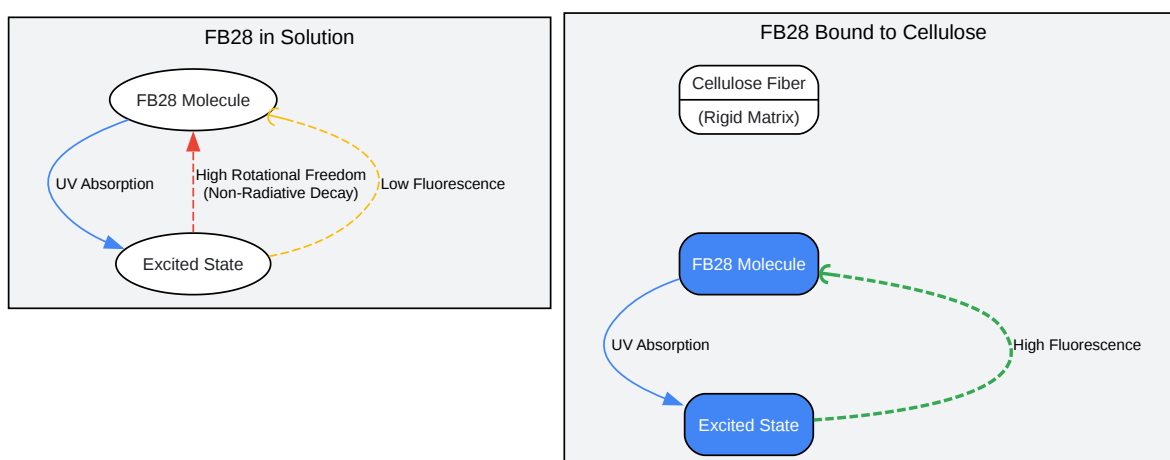 FB28 in Solution
FB28 Molecule
UV Absorption
High Rotational Freedom
(Non-Radiative Decay)
Low Fluorescence
Excited State
FB28 Bound to Cellulose
Cellulose Fiber
(Rigid Matrix)
FB28 Molecule
UV Absorption
High Fluorescence
Excited State